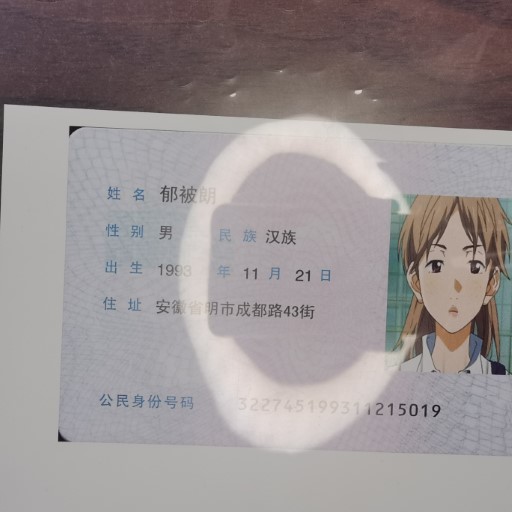 姓名 郁被朗
性别 男 民族 汉族
出生 1993 年 11 月 21 日
住址 安徽省明市成都路43街
公民身份号码 322745199311215019